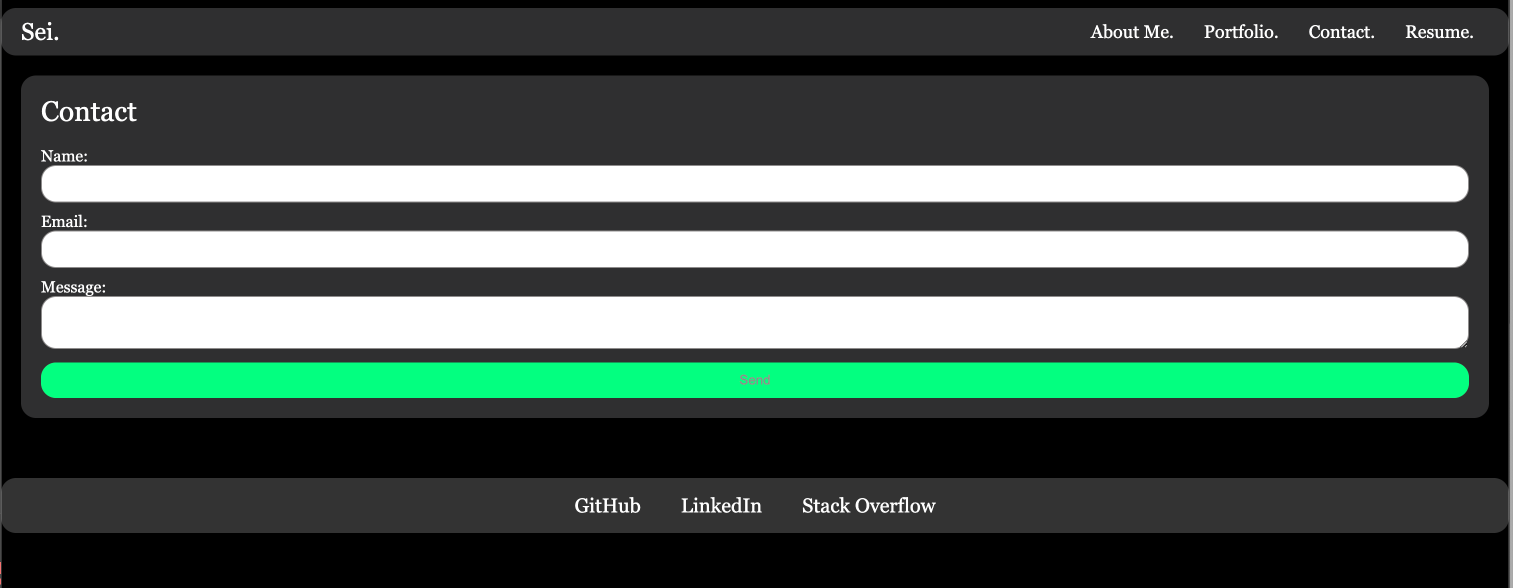 Sei.
About Me. Portfolio. Contact. Resume.
Contact
Name:
Email:
Message:
Send
GitHub LinkedIn Stack Overflow